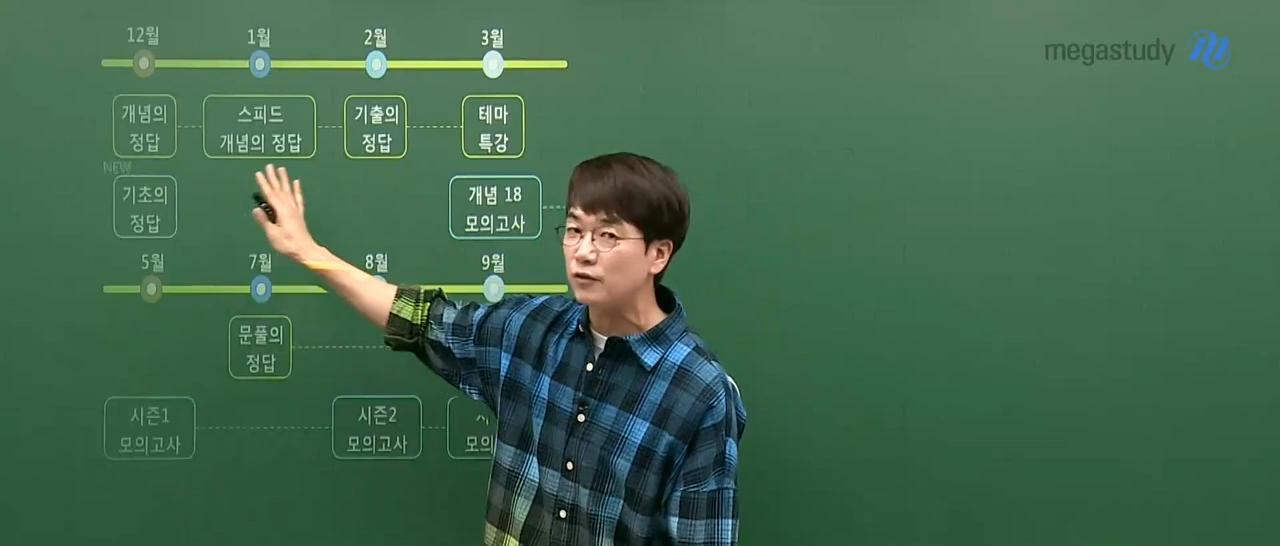 megastudy
12월 1월 2월 3월
개념의 정답
스피드 개념의 정답
기출의 정답
테마 특강
NEW
기초의 정답
개념 18 모의고사
5월 7월 8월 9월
문풀의 정답
시즌1 모의고사
시즌2 모의고사